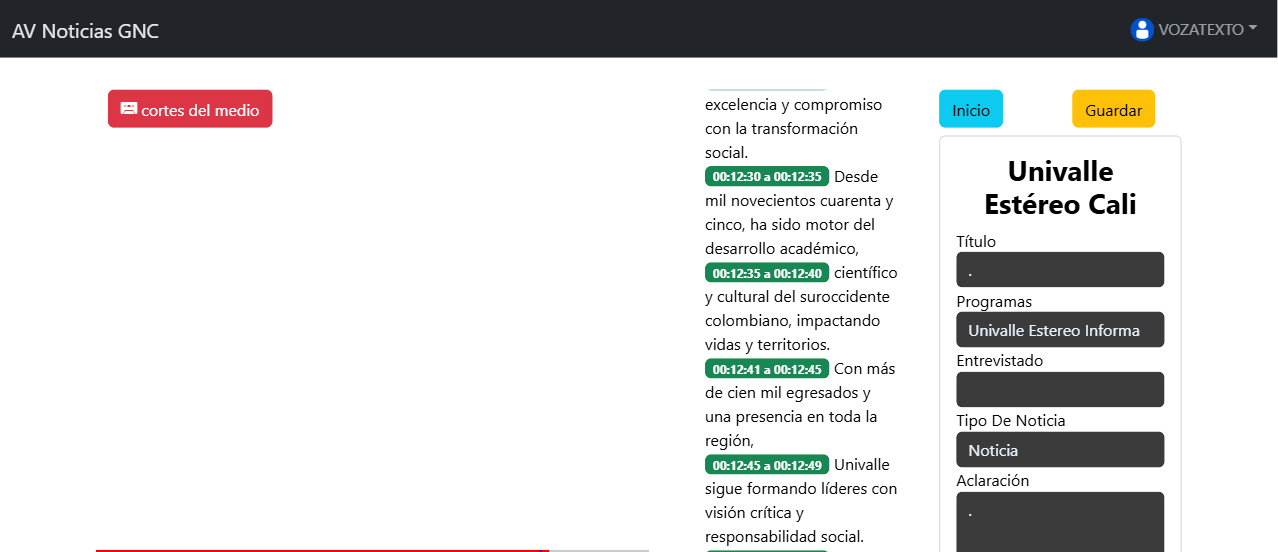 AV Noticias GNC
VOZATEXTO
cortes del medio
excelencia y compromiso
con la transformación
social.
00:12:30 a 00:12:35 Desde
mil novecientos cuarenta y
cinco, ha sido motor del
desarrollo académico,
00:12:35 a 00:12:40 científico
y cultural del suroccidente
colombiano, impactando
vidas y territorios.
00:12:41 a 00:12:45 Con más
de cien mil egresados y
una presencia en toda la
región,
00:12:45 a 00:12:49 Univalle
sigue formando líderes con
visión crítica y
responsabilidad social.
Inicio
Guardar
Univalle
Estéreo Cali
Título
.
Programas
Univalle Estereo Informa
Entrevistado
Tipo De Noticia
Noticia
Aclaración
.